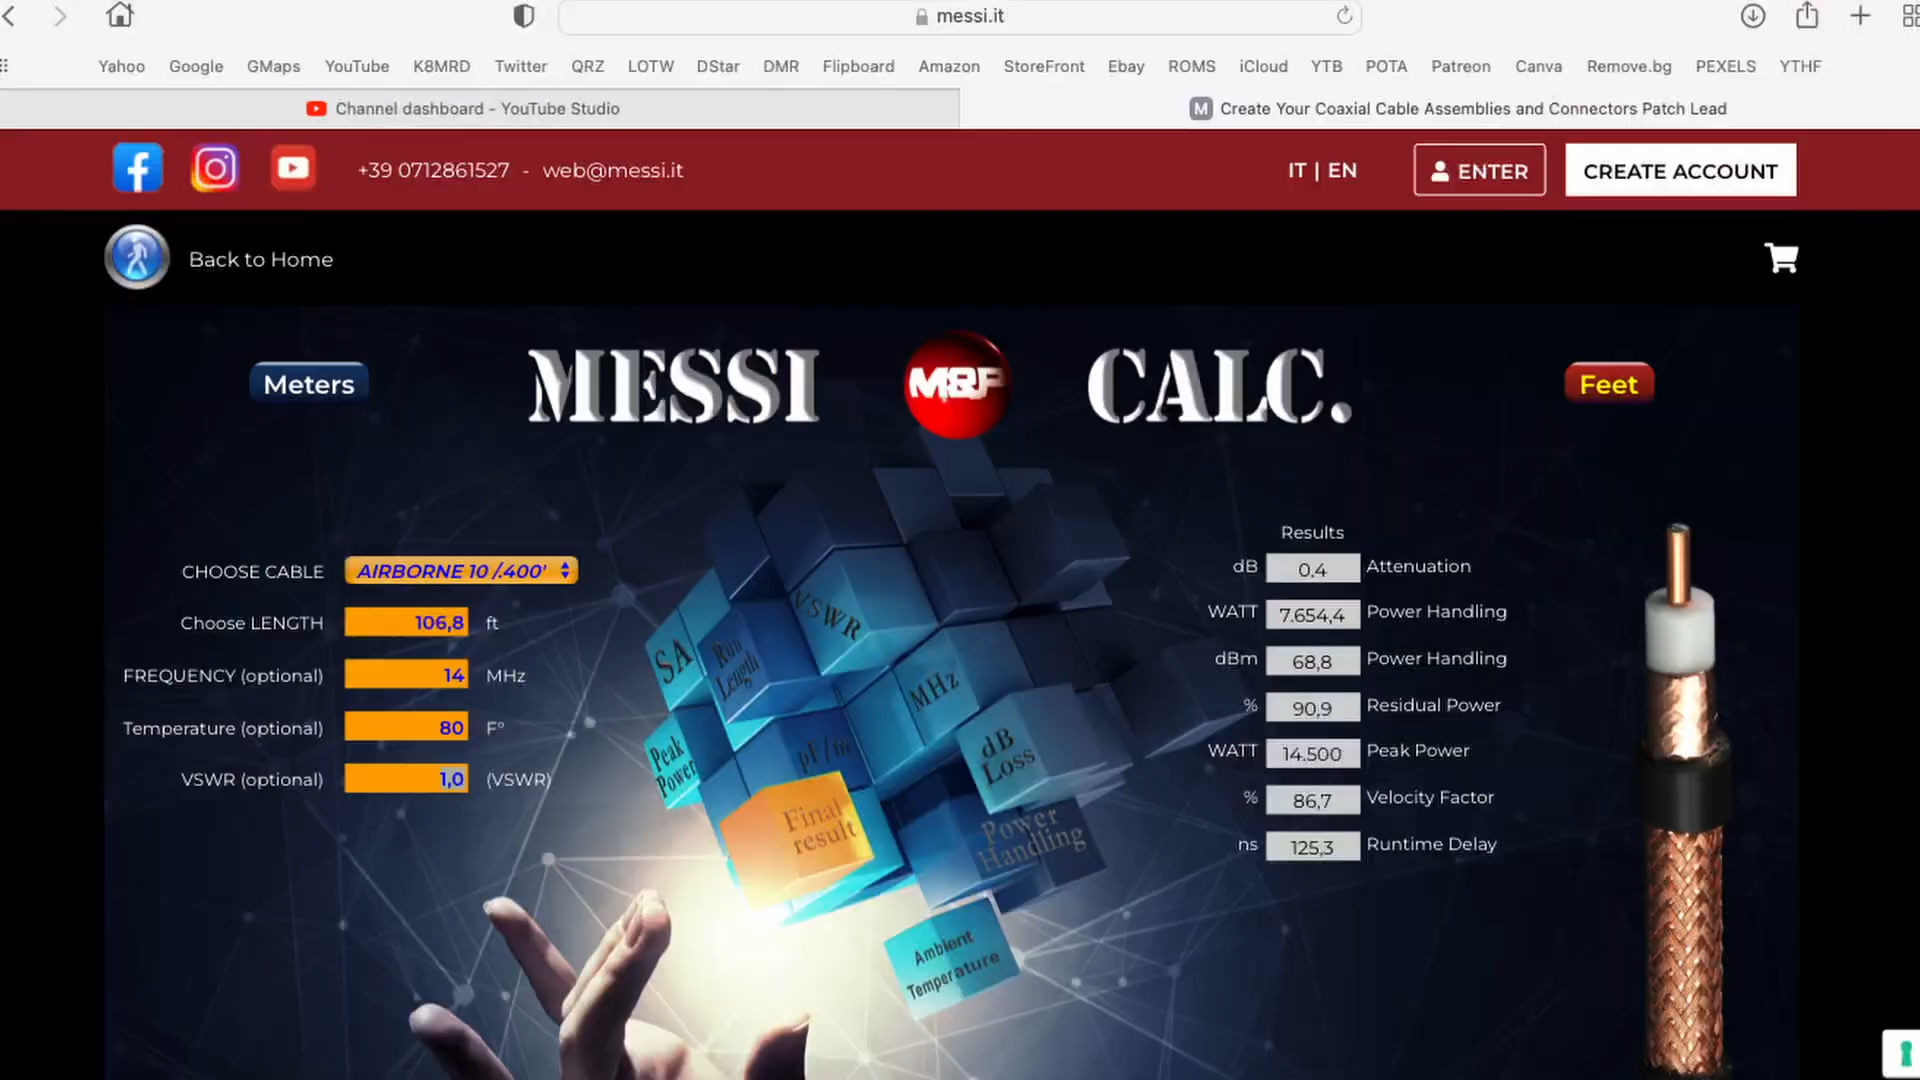 messi.it
Yahoo Google GMaps YouTube K8MRD Twitter QRZ LOTW DStar DMR Flipboard Amazon StoreFront Ebay ROMS iCloud YTB POTA Patreon Canva Remove.bg PEXELS YTHF
Channel dashboard - YouTube Studio
M Create Your Coaxial Cable Assemblies and Connectors Patch Lead
+39 0712861527 - web@messi.it
IT | EN
ENTER
CREATE ACCOUNT
Back to Home
Meters
MESSI M&P CALC.
Feet
CHOOSE CABLE AIRBORNE 10 /.400'
Choose LENGTH 106,8 ft
FREQUENCY (optional) 14 MHz
Temperature (optional) 80 F°
VSWR (optional) 1,0 (VSWR)
VSWR
SA
Run Length
MHz
Peak Power
pF/m
dB Loss
Final result
Power Handling
Ambient Temperature
Results
dB 0,4 Attenuation
WATT 7.654,4 Power Handling
dBm 68,8 Power Handling
% 90,9 Residual Power
WATT 14.500 Peak Power
% 86,7 Velocity Factor
ns 125,3 Runtime Delay